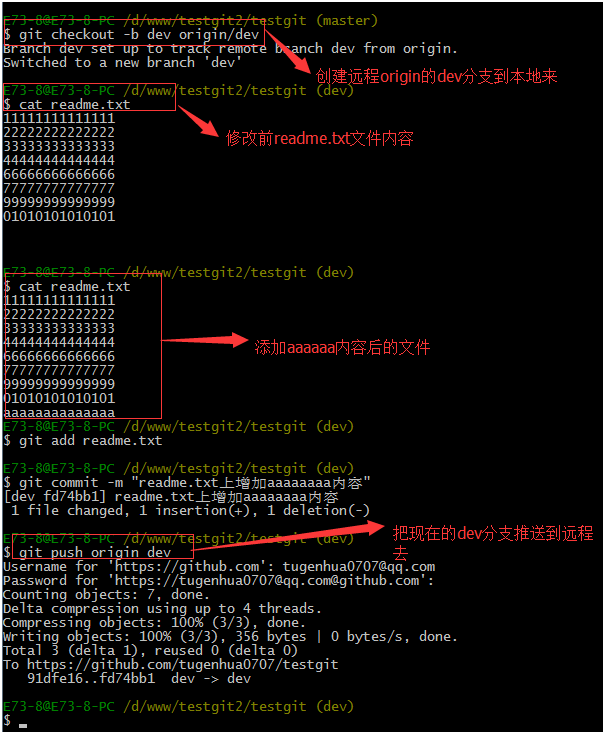 E73-8@E73-8-PC /d/www/testgit2/testgit (master)
$ git checkout -b dev origin/dev
Branch dev set up to track remote branch dev from origin.
Switched to a new branch 'dev'
创建远程origin的dev分支到本地来
E73-8@E73-8-PC /d/www/testgit2/testgit (dev)
$ cat readme.txt
11111111111111
22222222222222
修改前readme.txt文件内容
33333333333333
44444444444444
66666666666666
77777777777777
99999999999999
01010101010101
E73-8@E73-8-PC /d/www/testgit2/testgit (dev)
$ cat readme.txt
11111111111111
22222222222222
33333333333333
44444444444444
添加aaaaaa内容后的文件
66666666666666
77777777777777
99999999999999
01010101010101
aaaaaaaaaaaaaa
E73-8@E73-8-PC /d/www/testgit2/testgit (dev)
$ git add readme.txt
E73-8@E73-8-PC /d/www/testgit2/testgit (dev)
$ git commit -m "readme.txt上增加aaaaaaaa内容"
[dev fd74bb1] readme.txt上增加aaaaaaaa内容
1 file changed, 1 insertion(+), 1 deletion(-)
E73-8@E73-8-PC /d/www/testgit2/testgit (dev)
把现在的dev分支推送到远程
去
$ git push origin dev
Username for 'https://github.com': tugenhua0707@qq.com
Password for 'https://tugenhua0707@qq.com@github.com':
Counting objects: 7, done.
Delta compression using up to 4 threads.
Compressing objects: 100% (3/3), done.
Writing objects: 100% (3/3), 356 bytes | 0 bytes/s, done.
Total 3 (delta 1), reused 0 (delta 0)
To https://github.com/tugenhua0707/testgit
91dfe16..fd74bb1  dev -> dev
E73-8@E73-8-PC /d/www/testgit2/testgit (dev)
$